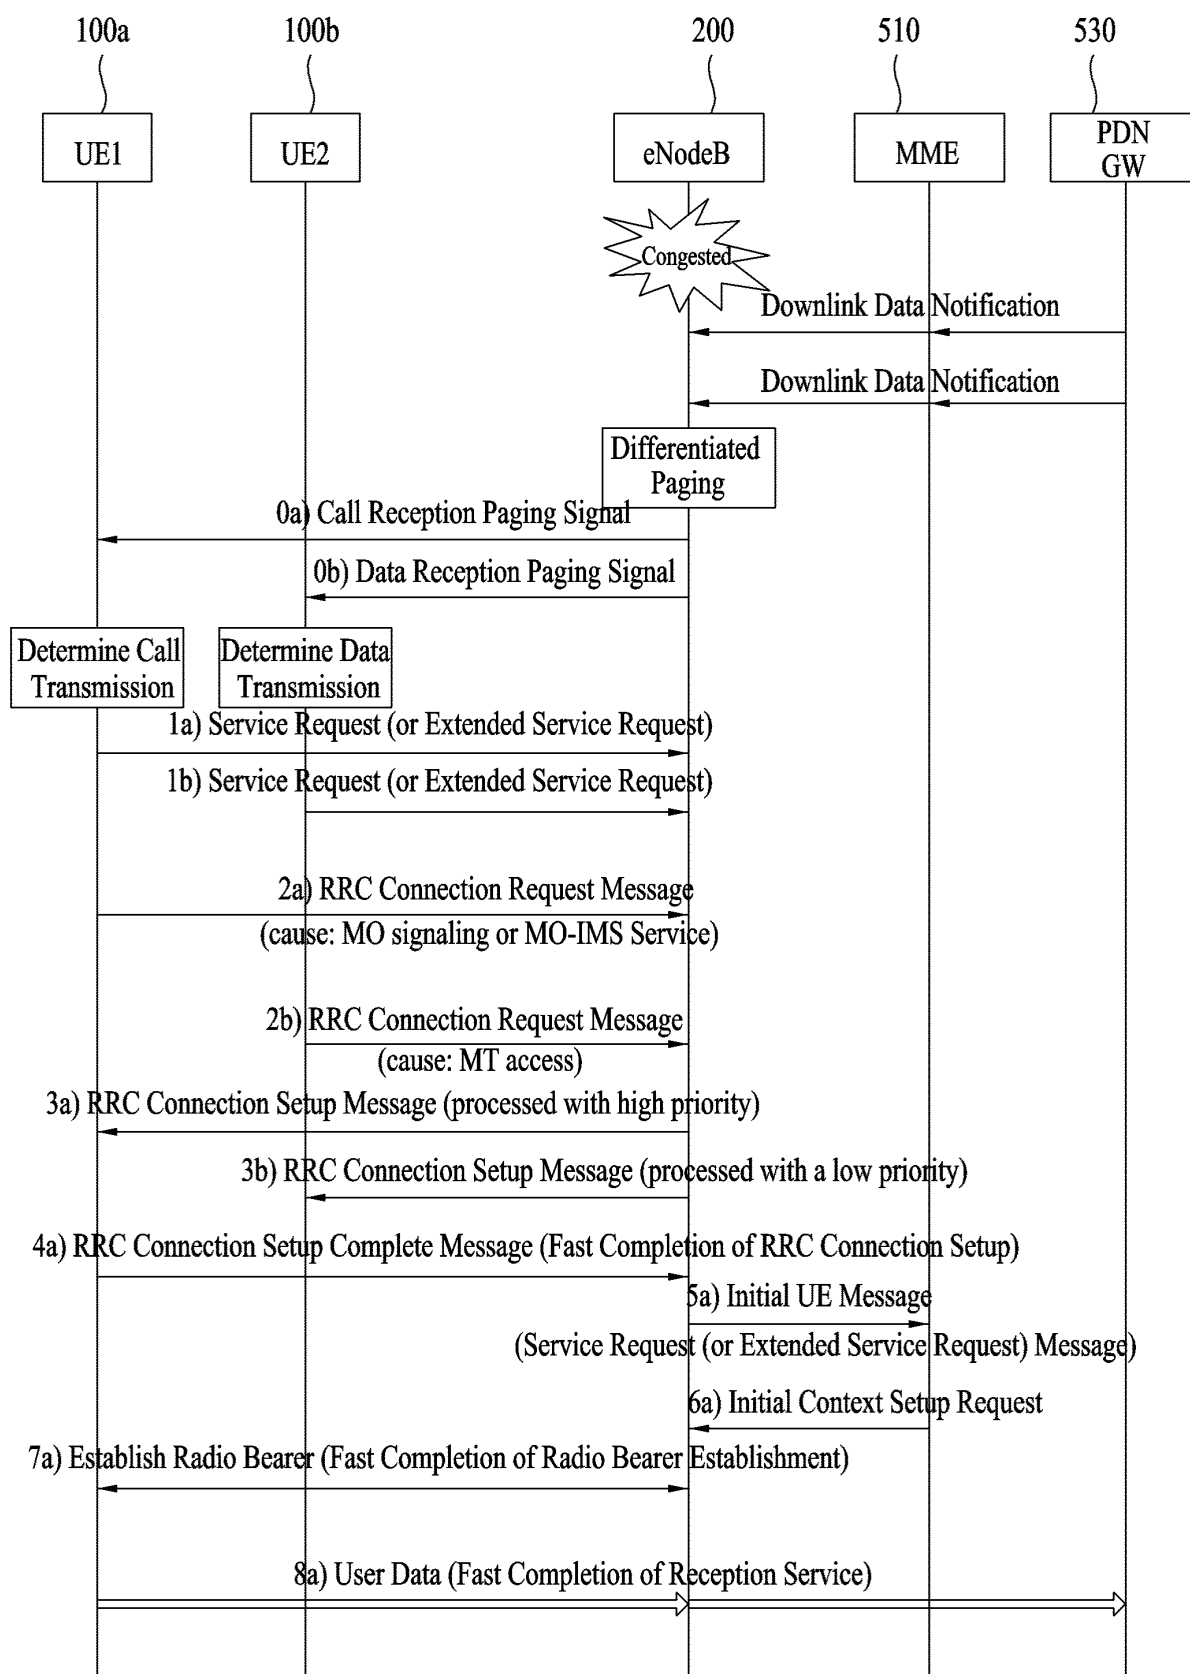 100a 100b 200 510 530
UE1 UE2 eNodeB MME PDN
GW
Congested
Downlink Data Notification
Downlink Data Notification
Differentiated
Paging
0a) Call Reception Paging Signal
0b) Data Reception Paging Signal
Determine Call
Transmission
Determine Data
Transmission
1a) Service Request (or Extended Service Request)
1b) Service Request (or Extended Service Request)
2a) RRC Connection Request Message
(cause: MO signaling or MO-IMS Service)
2b) RRC Connection Request Message
(cause: MT access)
3a) RRC Connection Setup Message (processed with high priority)
3b) RRC Connection Setup Message (processed with a low priority)
4a) RRC Connection Setup Complete Message (Fast Completion of RRC Connection Setup)
5a) Initial UE Message
(Service Request (or Extended Service Request) Message)
6a) Initial Context Setup Request
7a) Establish Radio Bearer (Fast Completion of Radio Bearer Establishment)
8a) User Data (Fast Completion of Reception Service)